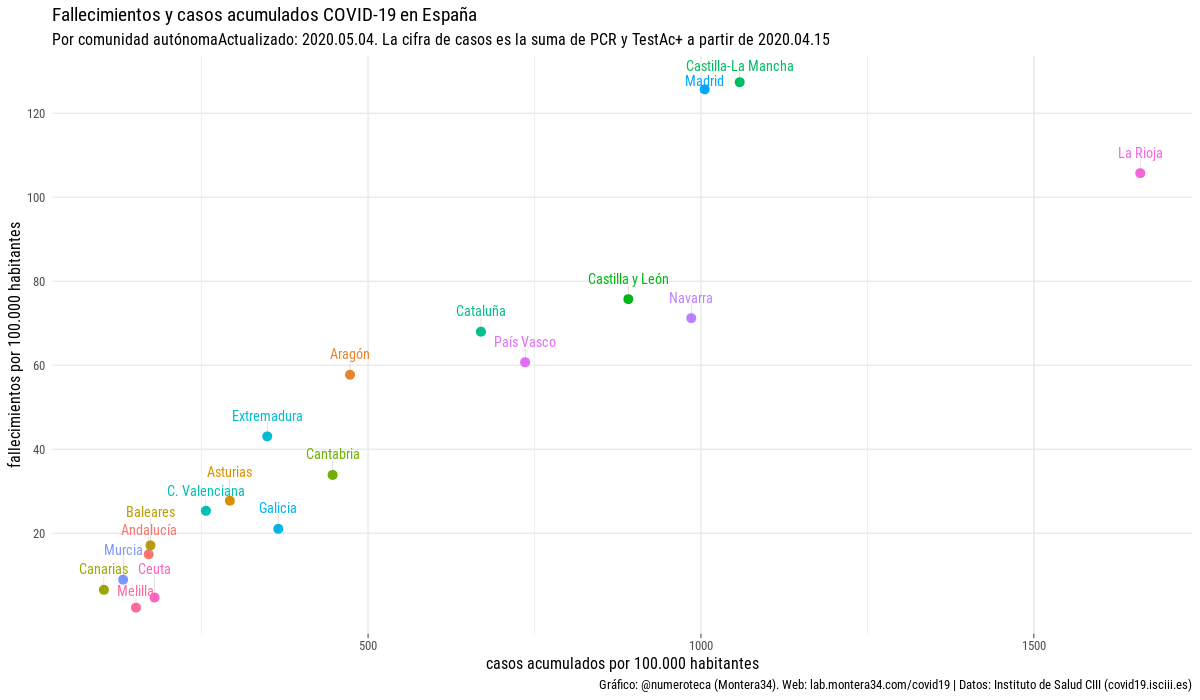 Fallecimientos y casos acumulados COVID-19 en España
Por comunidad autónomaActualizado: 2020.05.04. La cifra de casos es la suma de PCR y TestAc+ a partir de 2020.04.15
Castilla-La Mancha
Madrid
120
La Rioja
100
Castilla y León
80
Navarra
Cataluña
País Vasco
Aragón
60
Extremadura
Cantabria
40
Asturias
C. Valenciana
Galicia
Baleares
Andalucía
20
Murcia
Canarias
Ceuta
Melilla
fallecimientos por 100.000 habitantes
500
1000
1500
casos acumulados por 100.000 habitantes
Gráfico: @numeroteca (Montera34). Web: lab.montera34.com/covid19 | Datos: Instituto de Salud CIII (covid19.isciii.es)